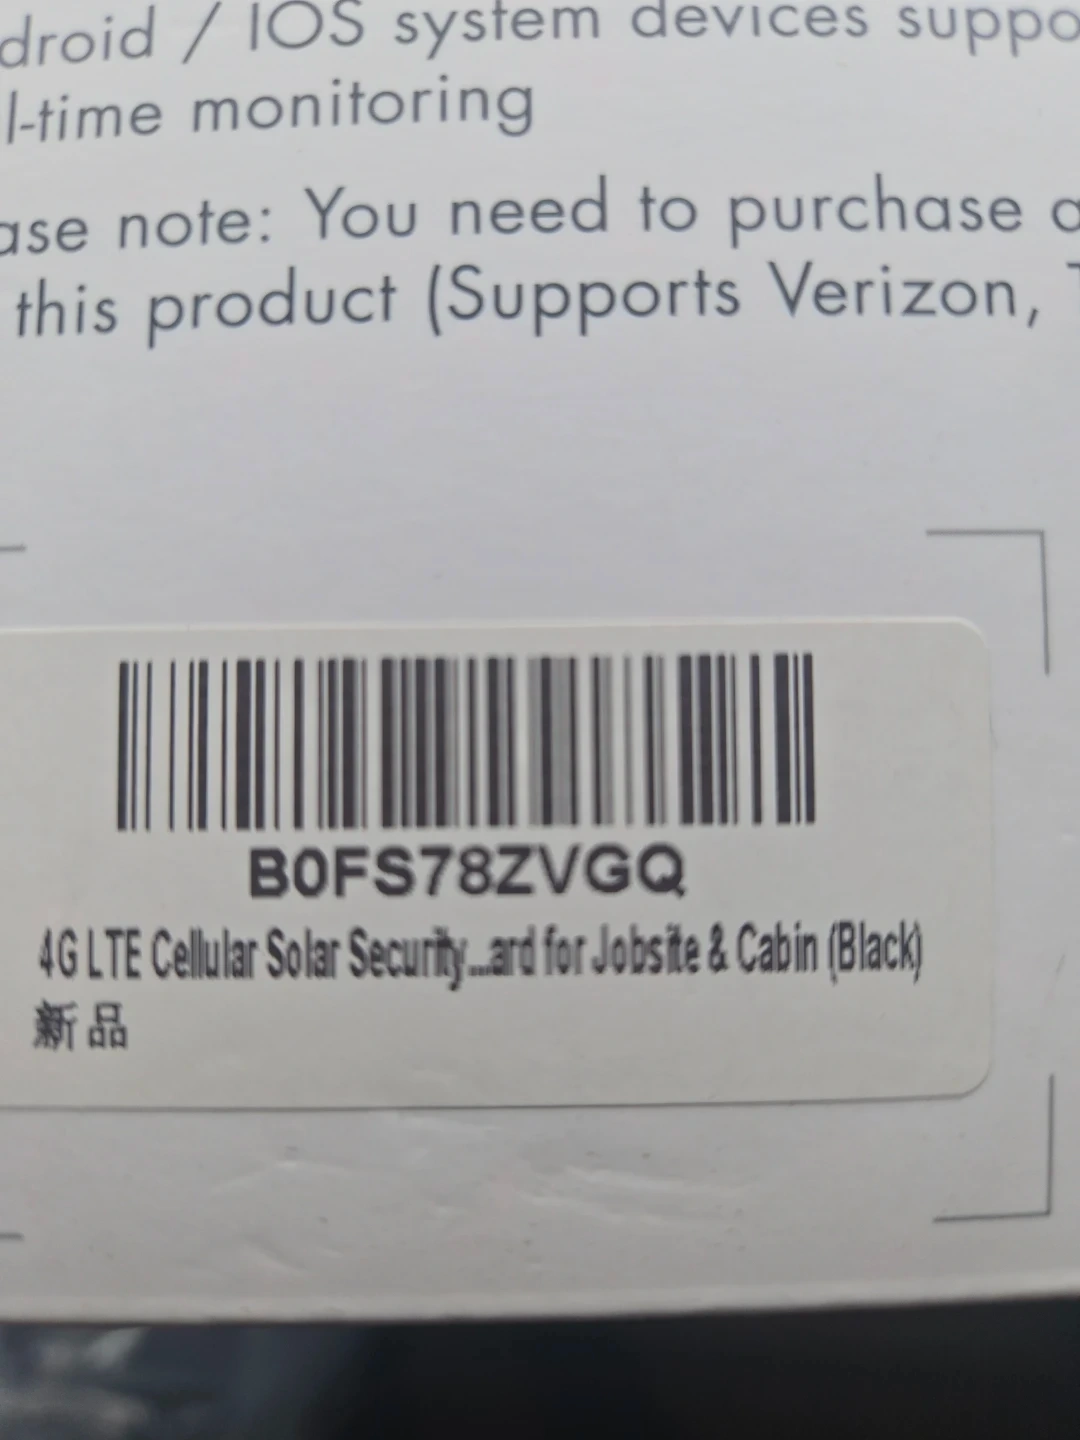 droid / IOS system devices suppo
l-time monitoring
ase note: You need to purchase a
this product (Supports Verizon, T
B0FS78ZVGQ
4G LTE Cellular Solar Security...ard for Jobsite & Cabin (Black)
新品